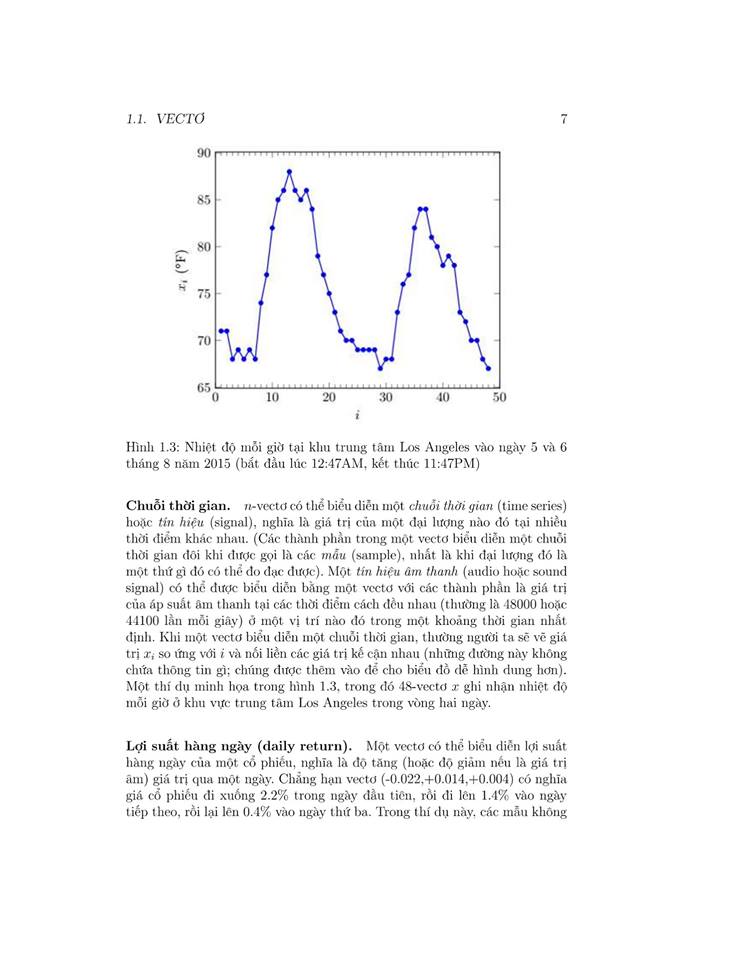 1.1. VECTƠ 7
90
85
80
75
70
65
x_i (°F)
0 10 20 30 40 50
i
Hình 1.3: Nhiệt độ mỗi giờ tại khu trung tâm Los Angeles vào ngày 5 và 6
tháng 8 năm 2015 (bắt đầu lúc 12:47AM, kết thúc 11:47PM)
Chuỗi thời gian. n-vectơ có thể biểu diễn một chuỗi thời gian (time series)
hoặc tín hiệu (signal), nghĩa là giá trị của một đại lượng nào đó tại nhiều
thời điểm khác nhau. (Các thành phần trong một vectơ biểu diễn một chuỗi
thời gian đôi khi được gọi là các mẫu (sample), nhất là khi đại lượng đó là
một thứ gì đó có thể đo đạc được). Một tín hiệu âm thanh (audio hoặc sound
signal) có thể được biểu diễn bằng một vectơ với các thành phần là giá trị
của áp suất âm thanh tại các thời điểm cách đều nhau (thường là 48000 hoặc
44100 lần mỗi giây) ở một vị trí nào đó trong một khoảng thời gian nhất
định. Khi một vectơ biểu diễn một chuỗi thời gian, thường người ta sẽ vẽ giá
trị x_i so ứng với i và nối liền các giá trị kế cận nhau (những đường này không
chứa thông tin gì; chúng được thêm vào để cho biểu đồ dễ hình dung hơn).
Một thí dụ minh họa trong hình 1.3, trong đó 48-vectơ x ghi nhận nhiệt độ
mỗi giờ ở khu vực trung tâm Los Angeles trong vòng hai ngày.
Lợi suất hàng ngày (daily return). Một vectơ có thể biểu diễn lợi suất
hàng ngày của một cổ phiếu, nghĩa là độ tăng (hoặc độ giảm nếu là giá trị
âm) giá trị qua một ngày. Chẳng hạn vectơ (-0.022,+0.014,+0.004) có nghĩa
giá cổ phiếu đi xuống 2.2% trong ngày đầu tiên, rồi đi lên 1.4% vào ngày
tiếp theo, rồi lại lên 0.4% vào ngày thứ ba. Trong thí dụ này, các mẫu không